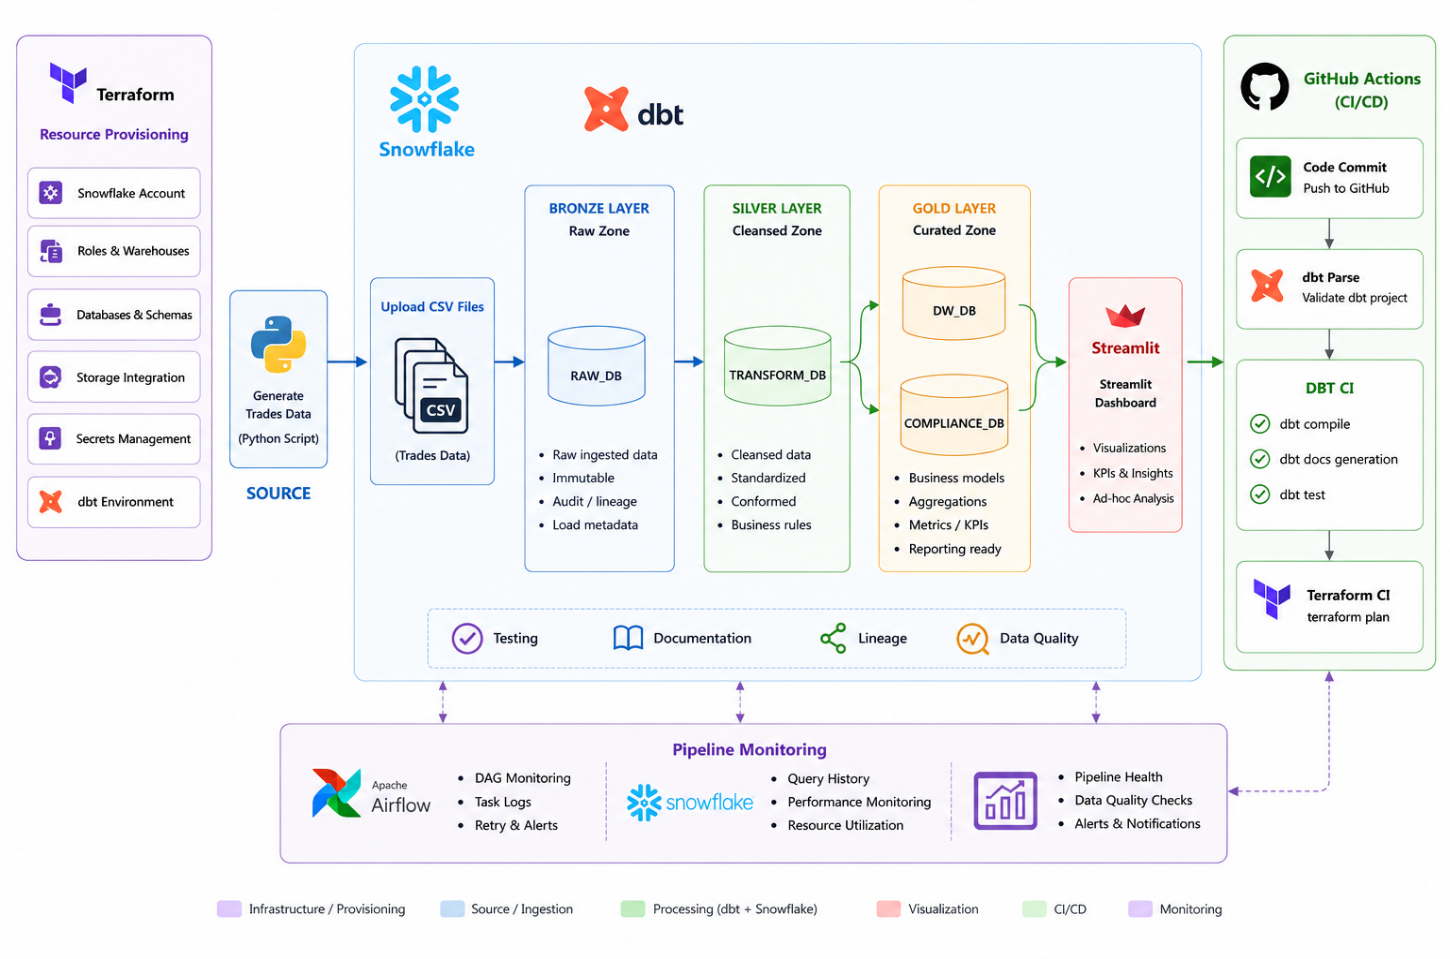 Terraform
Resource Provisioning
Snowflake Account
Roles & Warehouses
Databases & Schemas
Storage Integration
Secrets Management
dbt Environment
Generate
Trades Data
(Python Script)
SOURCE
Snowflake
dbt
Upload CSV Files
CSV
(Trades Data)
BRONZE LAYER
Raw Zone
RAW_DB
• Raw ingested data
• Immutable
• Audit / lineage
• Load metadata
SILVER LAYER
Cleansed Zone
TRANSFORM_DB
• Cleansed data
• Standardized
• Conformed
• Business rules
GOLD LAYER
Curated Zone
DW_DB
COMPLIANCE_DB
• Business models
• Aggregations
• Metrics / KPIs
• Reporting ready
Streamlit
Streamlit
Dashboard
• Visualizations
• KPIs & Insights
• Ad-hoc Analysis
Testing
Documentation
Lineage
Data Quality
GitHub Actions
(CI/CD)
</>
Code Commit
Push to GitHub
dbt Parse
Validate dbt project
DBT CI
dbt compile
dbt docs generation
dbt test
Terraform CI
terraform plan
Pipeline Monitoring
Apache
Airflow
• DAG Monitoring
• Task Logs
• Retry & Alerts
snowflake
• Query History
• Performance Monitoring
• Resource Utilization
• Pipeline Health
• Data Quality Checks
• Alerts & Notifications
Infrastructure / Provisioning
Source / Ingestion
Processing (dbt + Snowflake)
Visualization
CI/CD
Monitoring